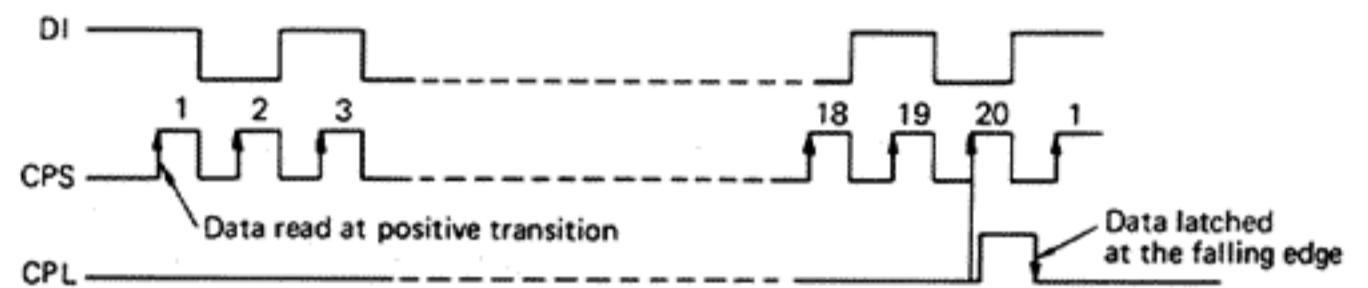 DI
1 2 3 18 19 20 1
CPS
Data read at positive transition
Data latched
at the falling edge
CPL